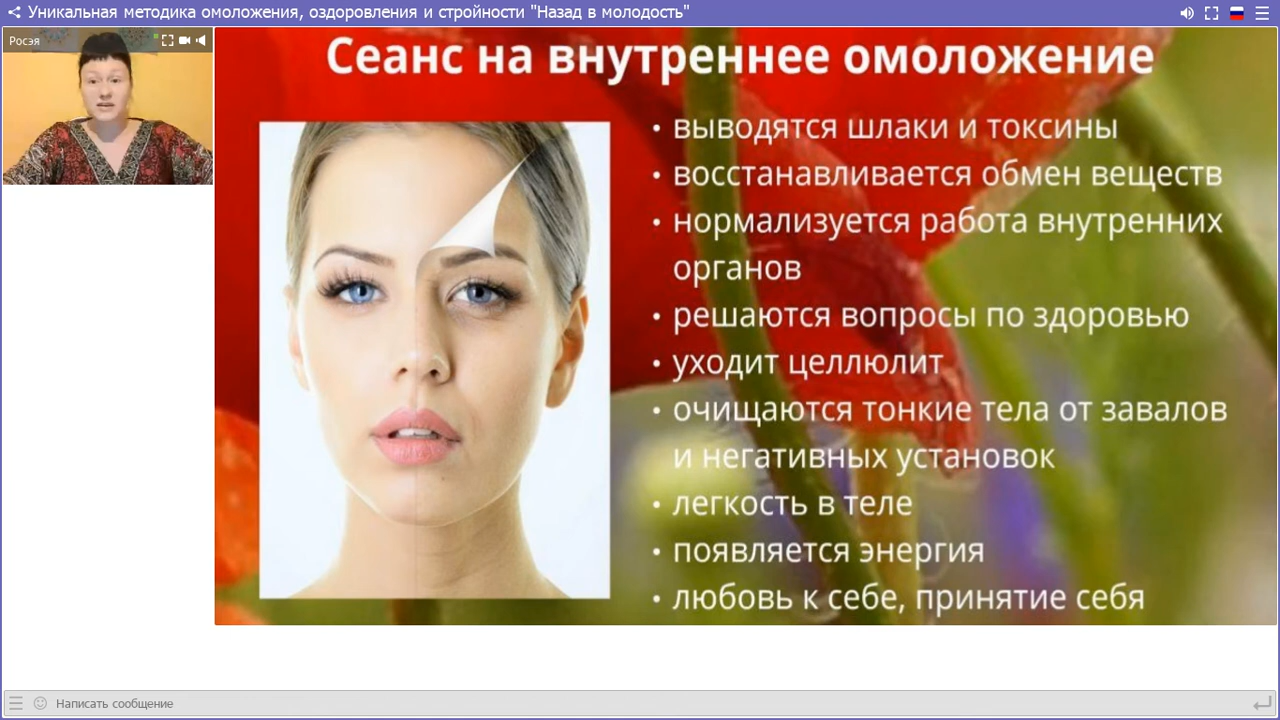 Уникальная методика омоложения, оздоровления и стройности "Назад в молодость"
Росэя
Сеанс на внутреннее омоложение
• выводятся шлаки и токсины
• восстанавливается обмен веществ
• нормализуется работа внутренних
органов
• решаются вопросы по здоровью
• уходит целлюлит
• очищаются тонкие тела от завалов
и негативных установок
• легкость в теле
• появляется энергия
• любовь к себе, принятие себя
Написать сообщение